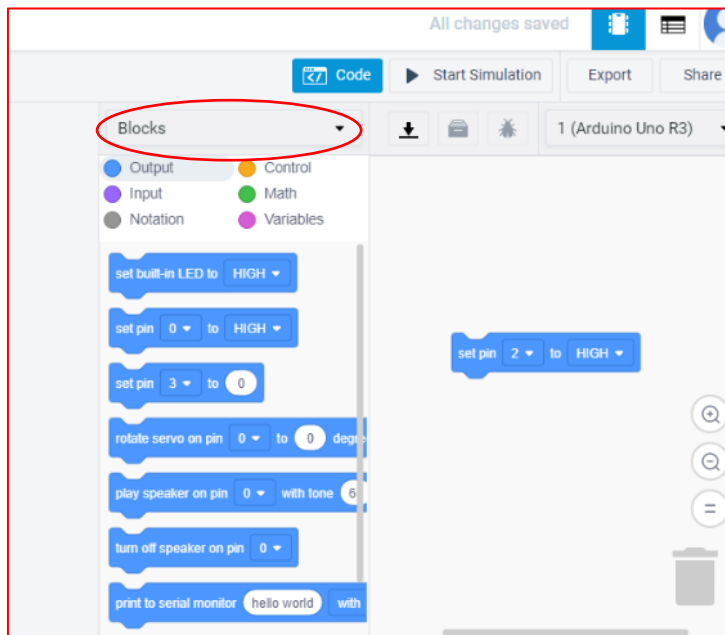 All changes saved
Code Start Simulation Export Share
Blocks 1 (Arduino Uno R3)
Output Control
Input Math
Notation Variables
set built-in LED to HIGH
set pin 0 to HIGH
set pin 2 to HIGH
set pin 3 to 0
rotate servo on pin 0 to 0 degre
play speaker on pin 0 with tone 6
turn off speaker on pin 0
print to serial monitor hello world with